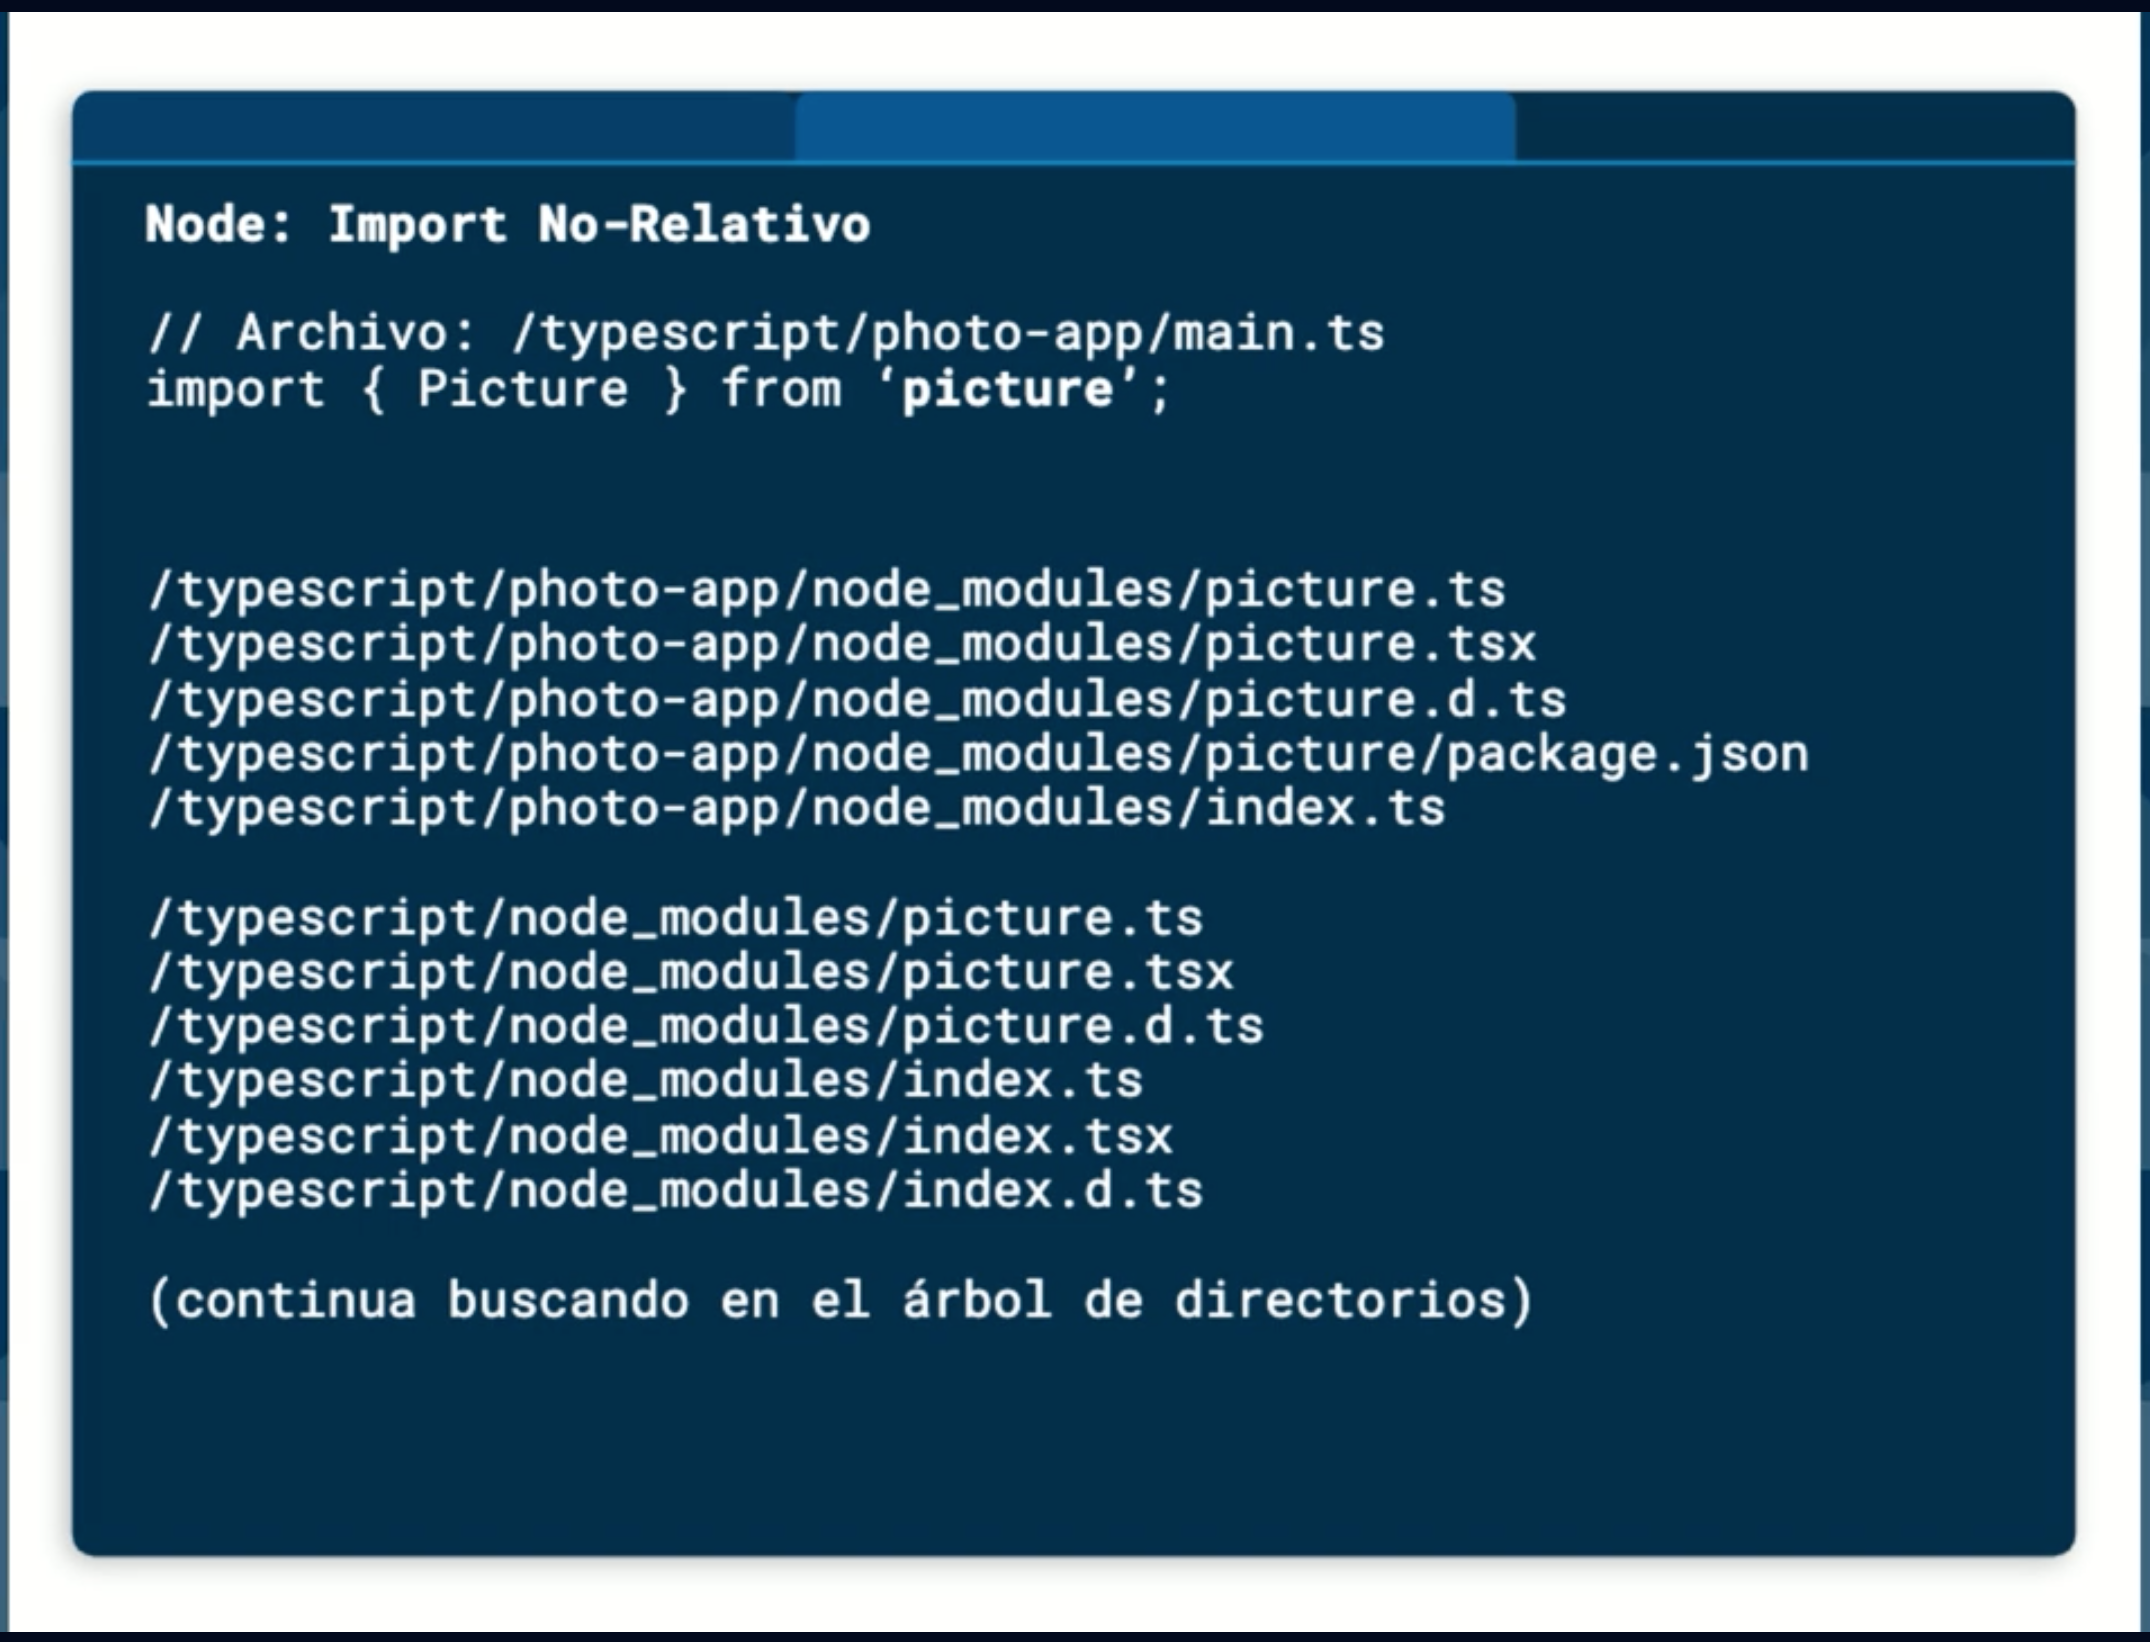 Node: Import No-Relativo
// Archivo: /typescript/photo-app/main.ts
import { Picture } from ‘picture’;
/typescript/photo-app/node_modules/picture.ts
/typescript/photo-app/node_modules/picture.tsx
/typescript/photo-app/node_modules/picture.d.ts
/typescript/photo-app/node_modules/picture/package.json
/typescript/photo-app/node_modules/index.ts
/typescript/node_modules/picture.ts
/typescript/node_modules/picture.tsx
/typescript/node_modules/picture.d.ts
/typescript/node_modules/index.ts
/typescript/node_modules/index.tsx
/typescript/node_modules/index.d.ts
(continua buscando en el árbol de directorios)